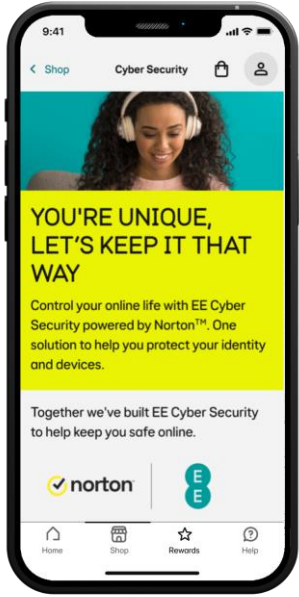 9:41
Shop
Cyber Security
YOU'RE UNIQUE,
LET'S KEEP IT THAT
WAY
Control your online life with EE Cyber
Security powered by Norton™. One
solution to help you protect your identity
and devices.
Together we've built EE Cyber Security
to help keep you safe online.
norton
E
E
Home
Shop
Rewards
Help